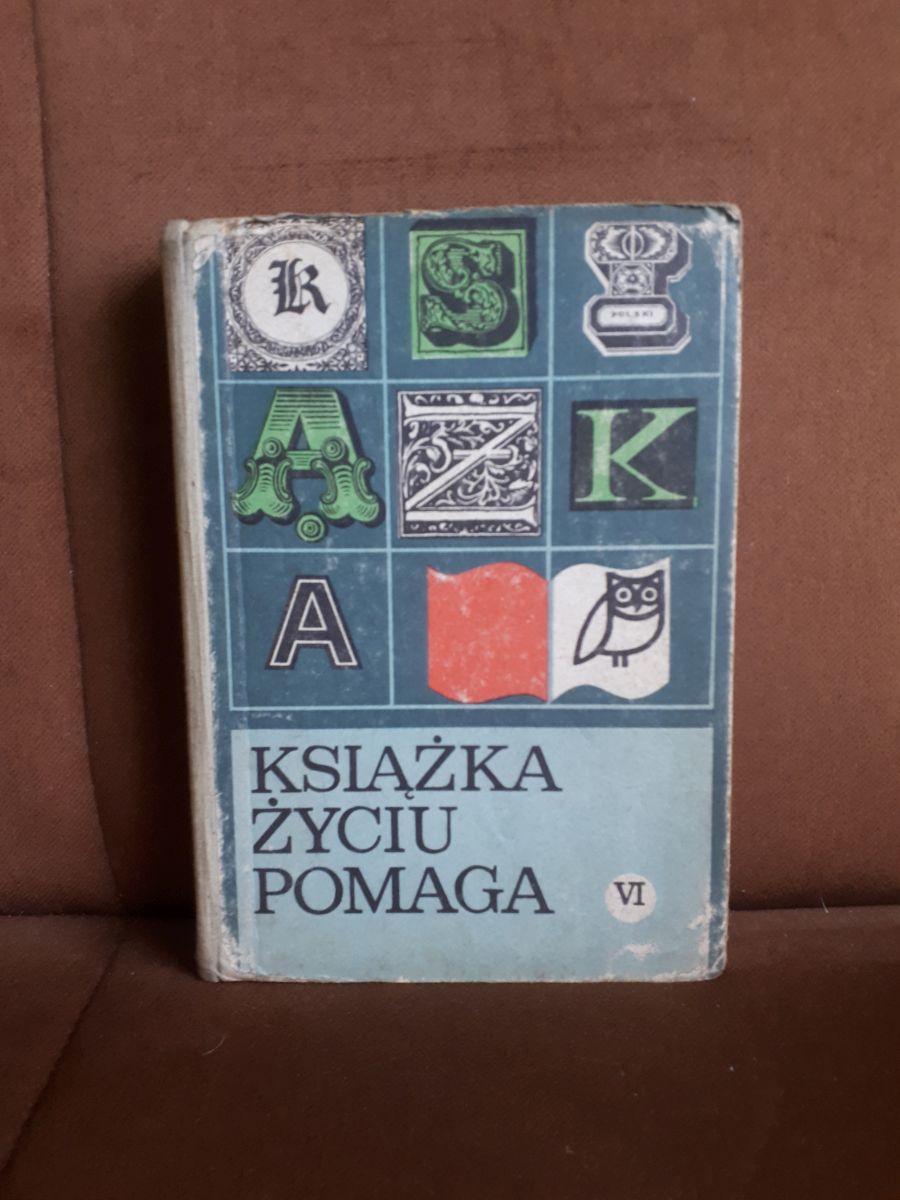 K S I
POLSKI
Ą Ƶ K
A
KSIĄŻKA
ŻYCIU
POMAGA
VI